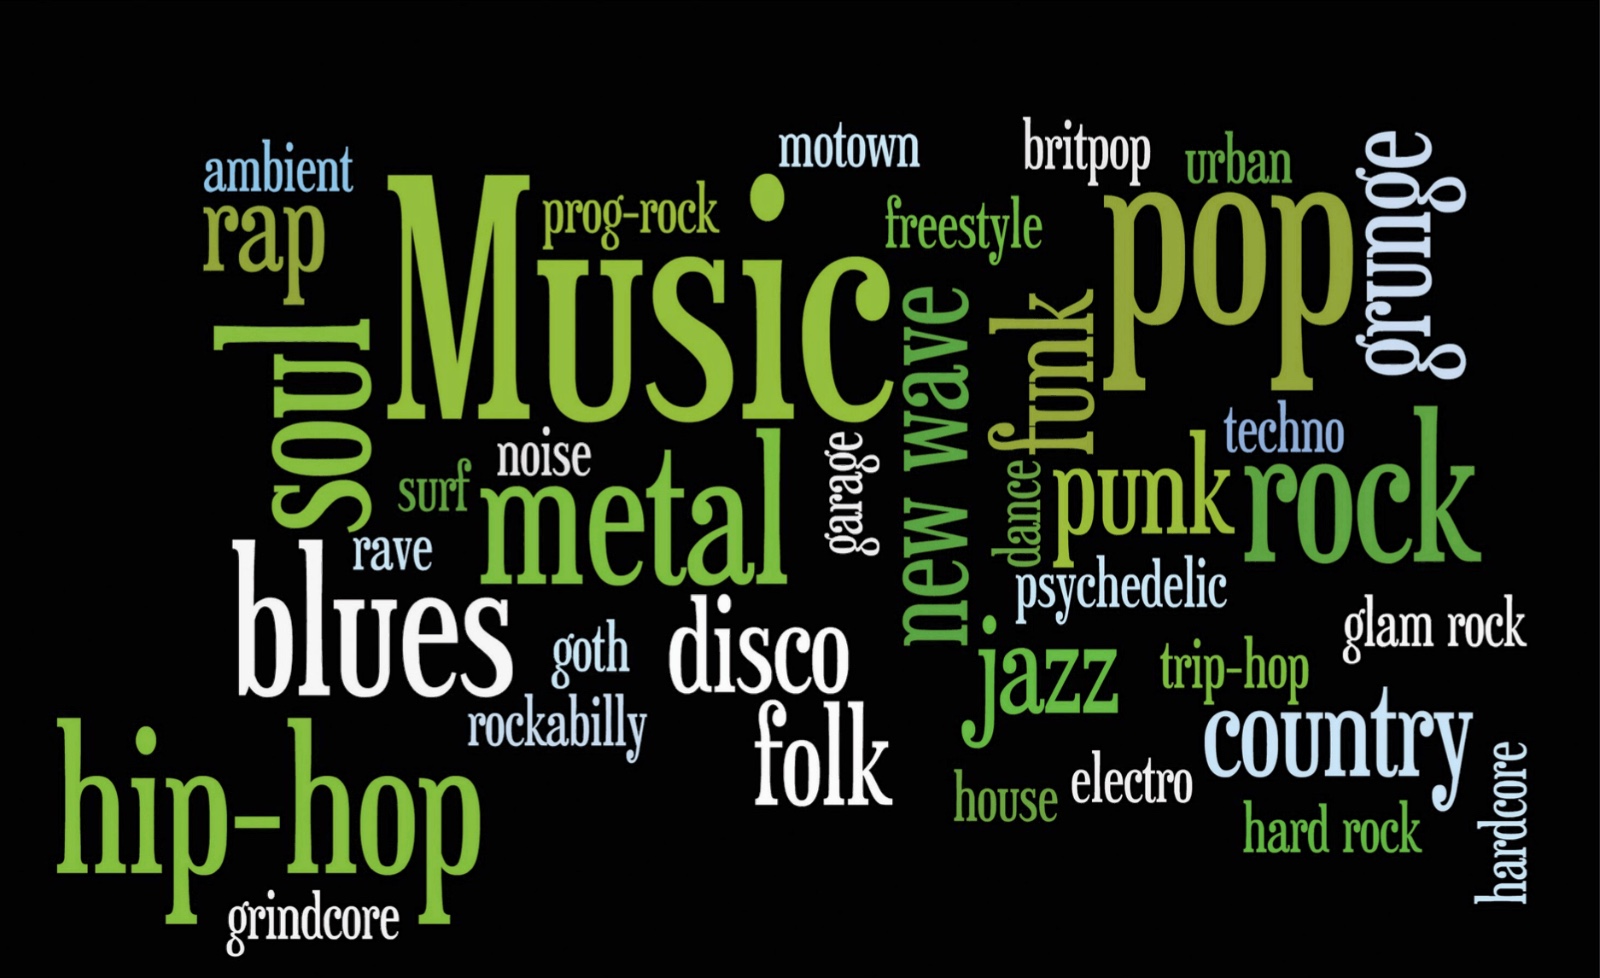 motown
britpop
urban
grunge
ambient
rap
Music
prog-rock
freestyle
pop
soul
new wave
funk
techno
noise
surf
metal
garage
dance
punk
rock
rave
blues
psychedelic
goth
disco
glam rock
jazz
trip-hop
rockabilly
folk
country
hip-hop
house
electro
hard rock
hardcore
grindcore